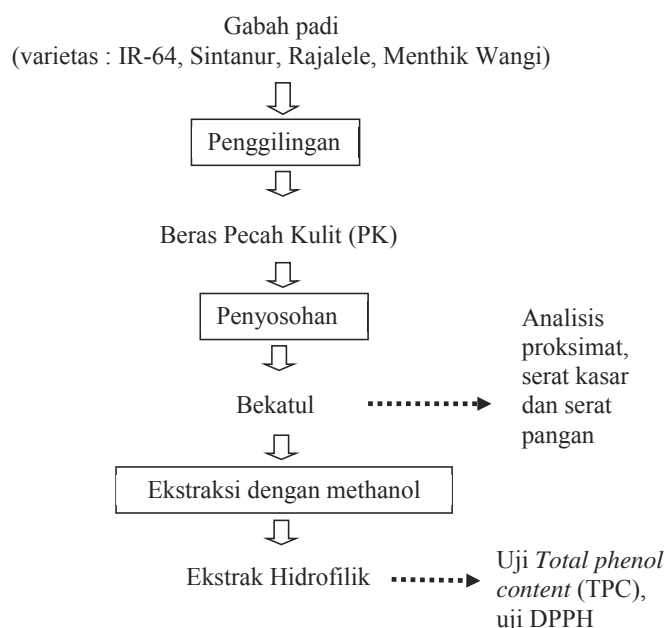 Gabah padi
(varietas : IR-64, Sintanur, Rajalele, Menthik Wangi)
Penggilingan
Beras Pecah Kulit (PK)
Penyosohan
Analisis
proksimat,
serat kasar
dan serat
pangan
Bekatul
Ekstraksi dengan methanol
Ekstrak Hidrofilik
Uji Total phenol
content (TPC),
uji DPPH